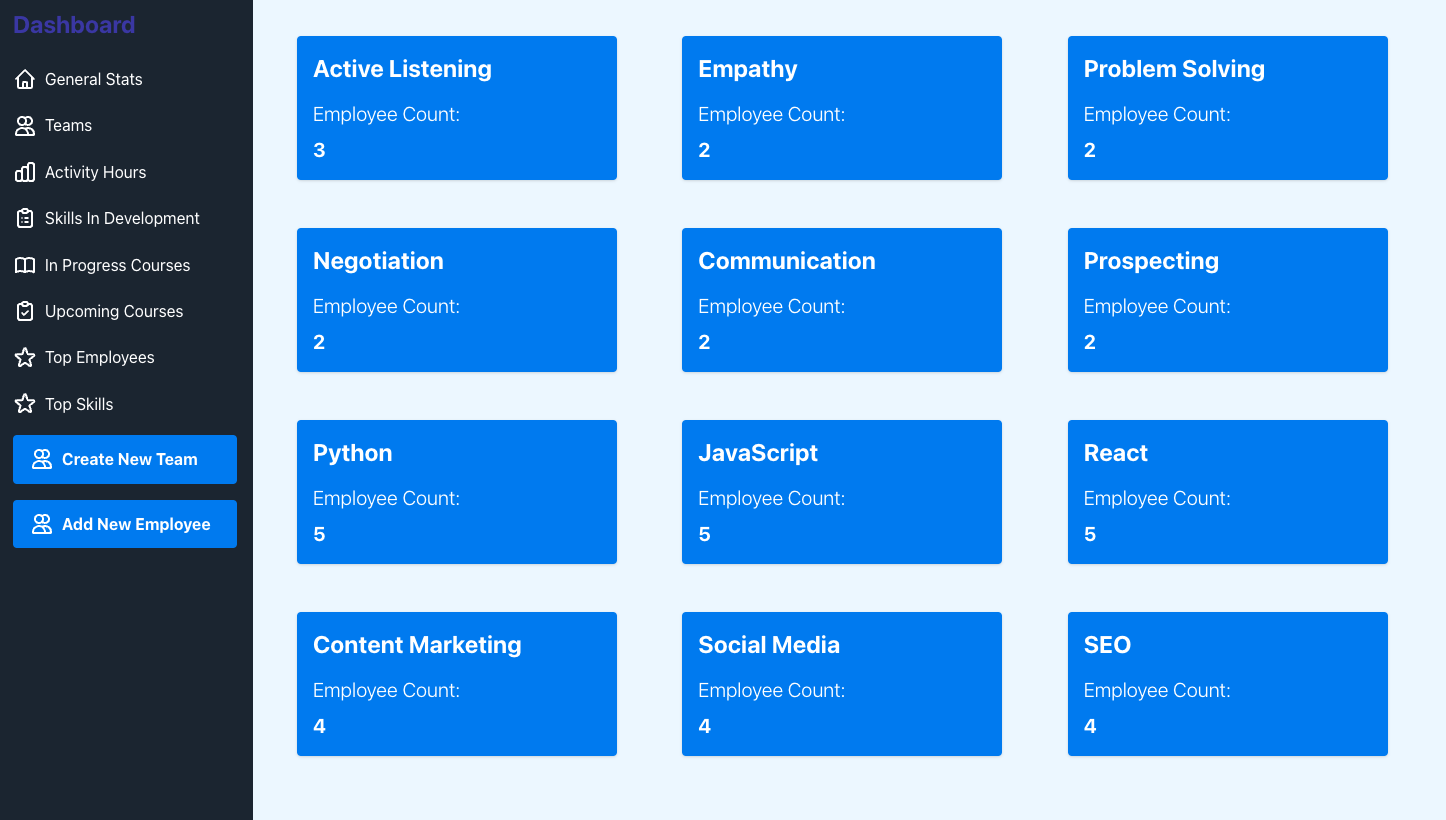 Dashboard
General Stats
Teams
Activity Hours
Skills In Development
In Progress Courses
Upcoming Courses
Top Employees
Top Skills
Create New Team
Add New Employee
Active Listening
Employee Count:
3
Empathy
Employee Count:
2
Problem Solving
Employee Count:
2
Negotiation
Employee Count:
2
Communication
Employee Count:
2
Prospecting
Employee Count:
2
Python
Employee Count:
5
JavaScript
Employee Count:
5
React
Employee Count:
5
Content Marketing
Employee Count:
4
Social Media
Employee Count:
4
SEO
Employee Count:
4